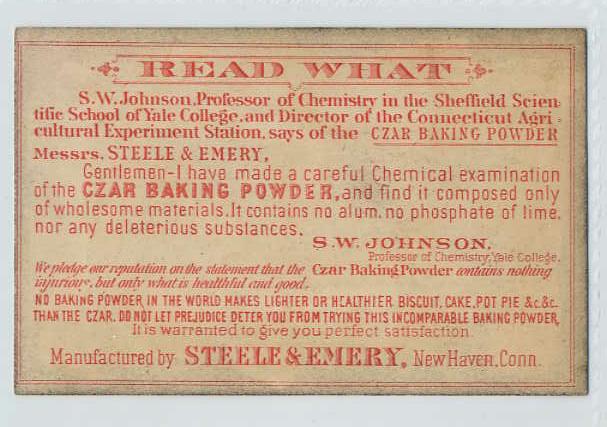 READ WHAT
S.W. Johnson, Professor of Chemistry in the Sheffield Scien-
tific School of Yale College, and Director of the Connecticut Agri-
cultural Experiment Station, says of the CZAR BAKING POWDER
Messrs. STEELE & EMERY,
Gentlemen-I have made a careful Chemical examination
of the CZAR BAKING POWDER, and find it composed only
of wholesome materials. It contains no alum, no phosphate of lime,
nor any deleterious substances.
S.W. JOHNSON,
Professor of Chemistry, Yale College.
We pledge our reputation on the statement that the Czar Baking Powder contains nothing
injurious, but only what is healthful and good.
NO BAKING POWDER IN THE WORLD MAKES LIGHTER OR HEALTHIER BISCUIT, CAKE, POT PIE &c. &c.
THAN THE CZAR. DO NOT LET PREJUDICE DETER YOU FROM TRYING THIS INCOMPARABLE BAKING POWDER,
It is warranted to give you perfect satisfaction.
Manufactured by STEELE & EMERY, New Haven, Conn.